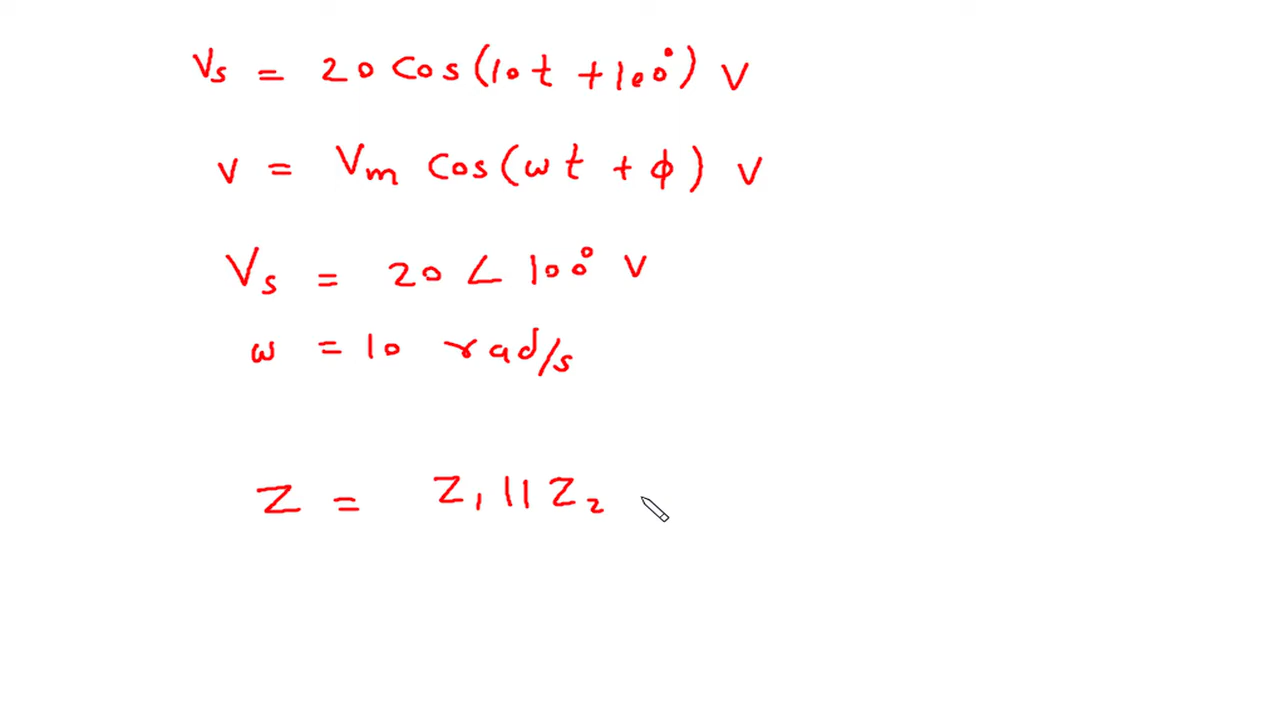 Vs = 20 Cos(10t +100°) V
v = Vm Cos(ωt + ϕ) V
Vs = 20 ∠ 100° V
ω = 10 rad/s
Z = Z1 || Z2